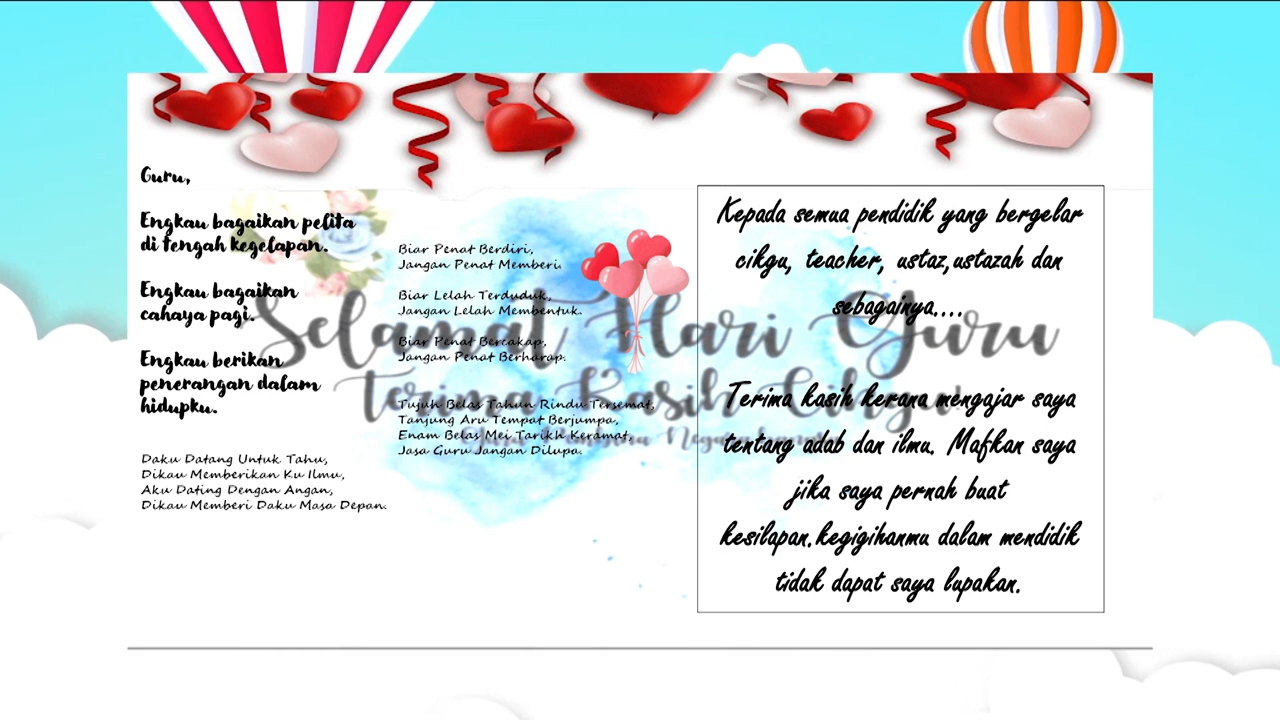 Guru,
Engkau bagaikan pelita
di tengah kegelapan.
Engkau bagaikan
cahaya pagi.
Engkau berikan
penerangan dalam
hidupku.
Daku Datang Untuk Tahu,
Dikau Memberikan Ku Ilmu,
Aku Dating Dengan Angan,
Dikau Memberi Daku Masa Depan.
Biar Penat Berdiri,
Jangan Penat Memberi.
Biar Lelah Terduduk,
Jangan Lelah Membentuk.
Biar Penat Bercakap,
Jangan Penat Berharap.
Tujuh Belas Tahun Rindu Tersemat,
Tanjung Aru Tempat Berjumpa,
Enam Belas Mei Tarikh Keramat,
Jasa Guru Jangan Dilupa.
Selamat Hari Guru
Terima Kasih Cikgu
Kepada semua pendidik yang bergelar
cikgu, teacher, ustaz,ustazah dan
sebagainya....
Terima kasih kerana mengajar saya
tentang adab dan ilmu. Mafkan saya
jika saya pernah buat
kesilapan.kegigihanmu dalam mendidik
tidak dapat saya lupakan.